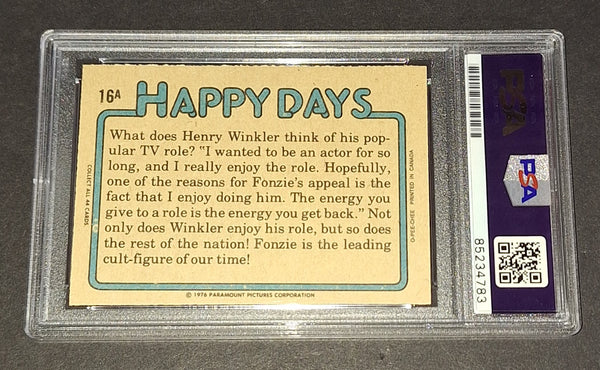 16A
HAPPY DAYS
What does Henry Winkler think of his pop-
ular TV role? "I wanted to be an actor for so
long, and I really enjoy the role. Hopefully,
one of the reasons for Fonzie's appeal is the
fact that I enjoy doing him. The energy you
give to a role is the energy you get back." Not
only does Winkler enjoy his role, but so does
the rest of the nation! Fonzie is the leading
cult-figure of our time!
© 1976 PARAMOUNT PICTURES CORPORATION
COLLECT ALL 44 CARDS
O-PEE-CHEE PRINTED IN CANADA
85234783
PSA
PSA